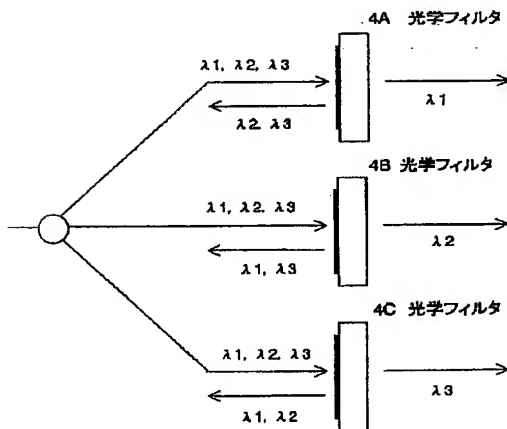 4A 光学フィルタ
λ1, λ2, λ3
λ1
λ2. λ3
4B 光学フィルタ
λ1, λ2. λ3
λ2
λ1, λ3
4C 光学フィルタ
λ1, λ2, λ3
λ3
λ1, λ2